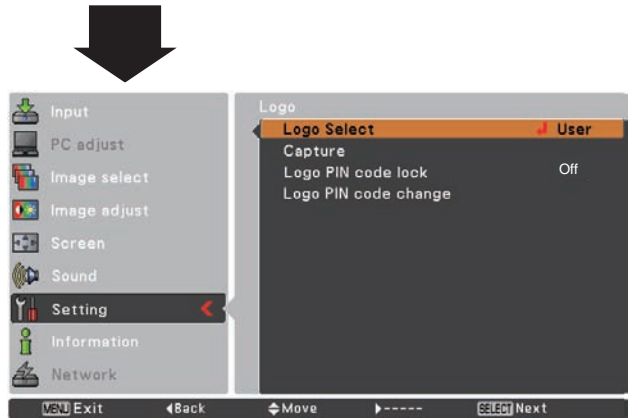 Input
PC adjust
Image select
Image adjust
Screen
Sound
Setting
Information
Network
Logo
Logo Select User
Capture
Logo PIN code lock Off
Logo PIN code change
MENU Exit Back Move ----- SELECT Next